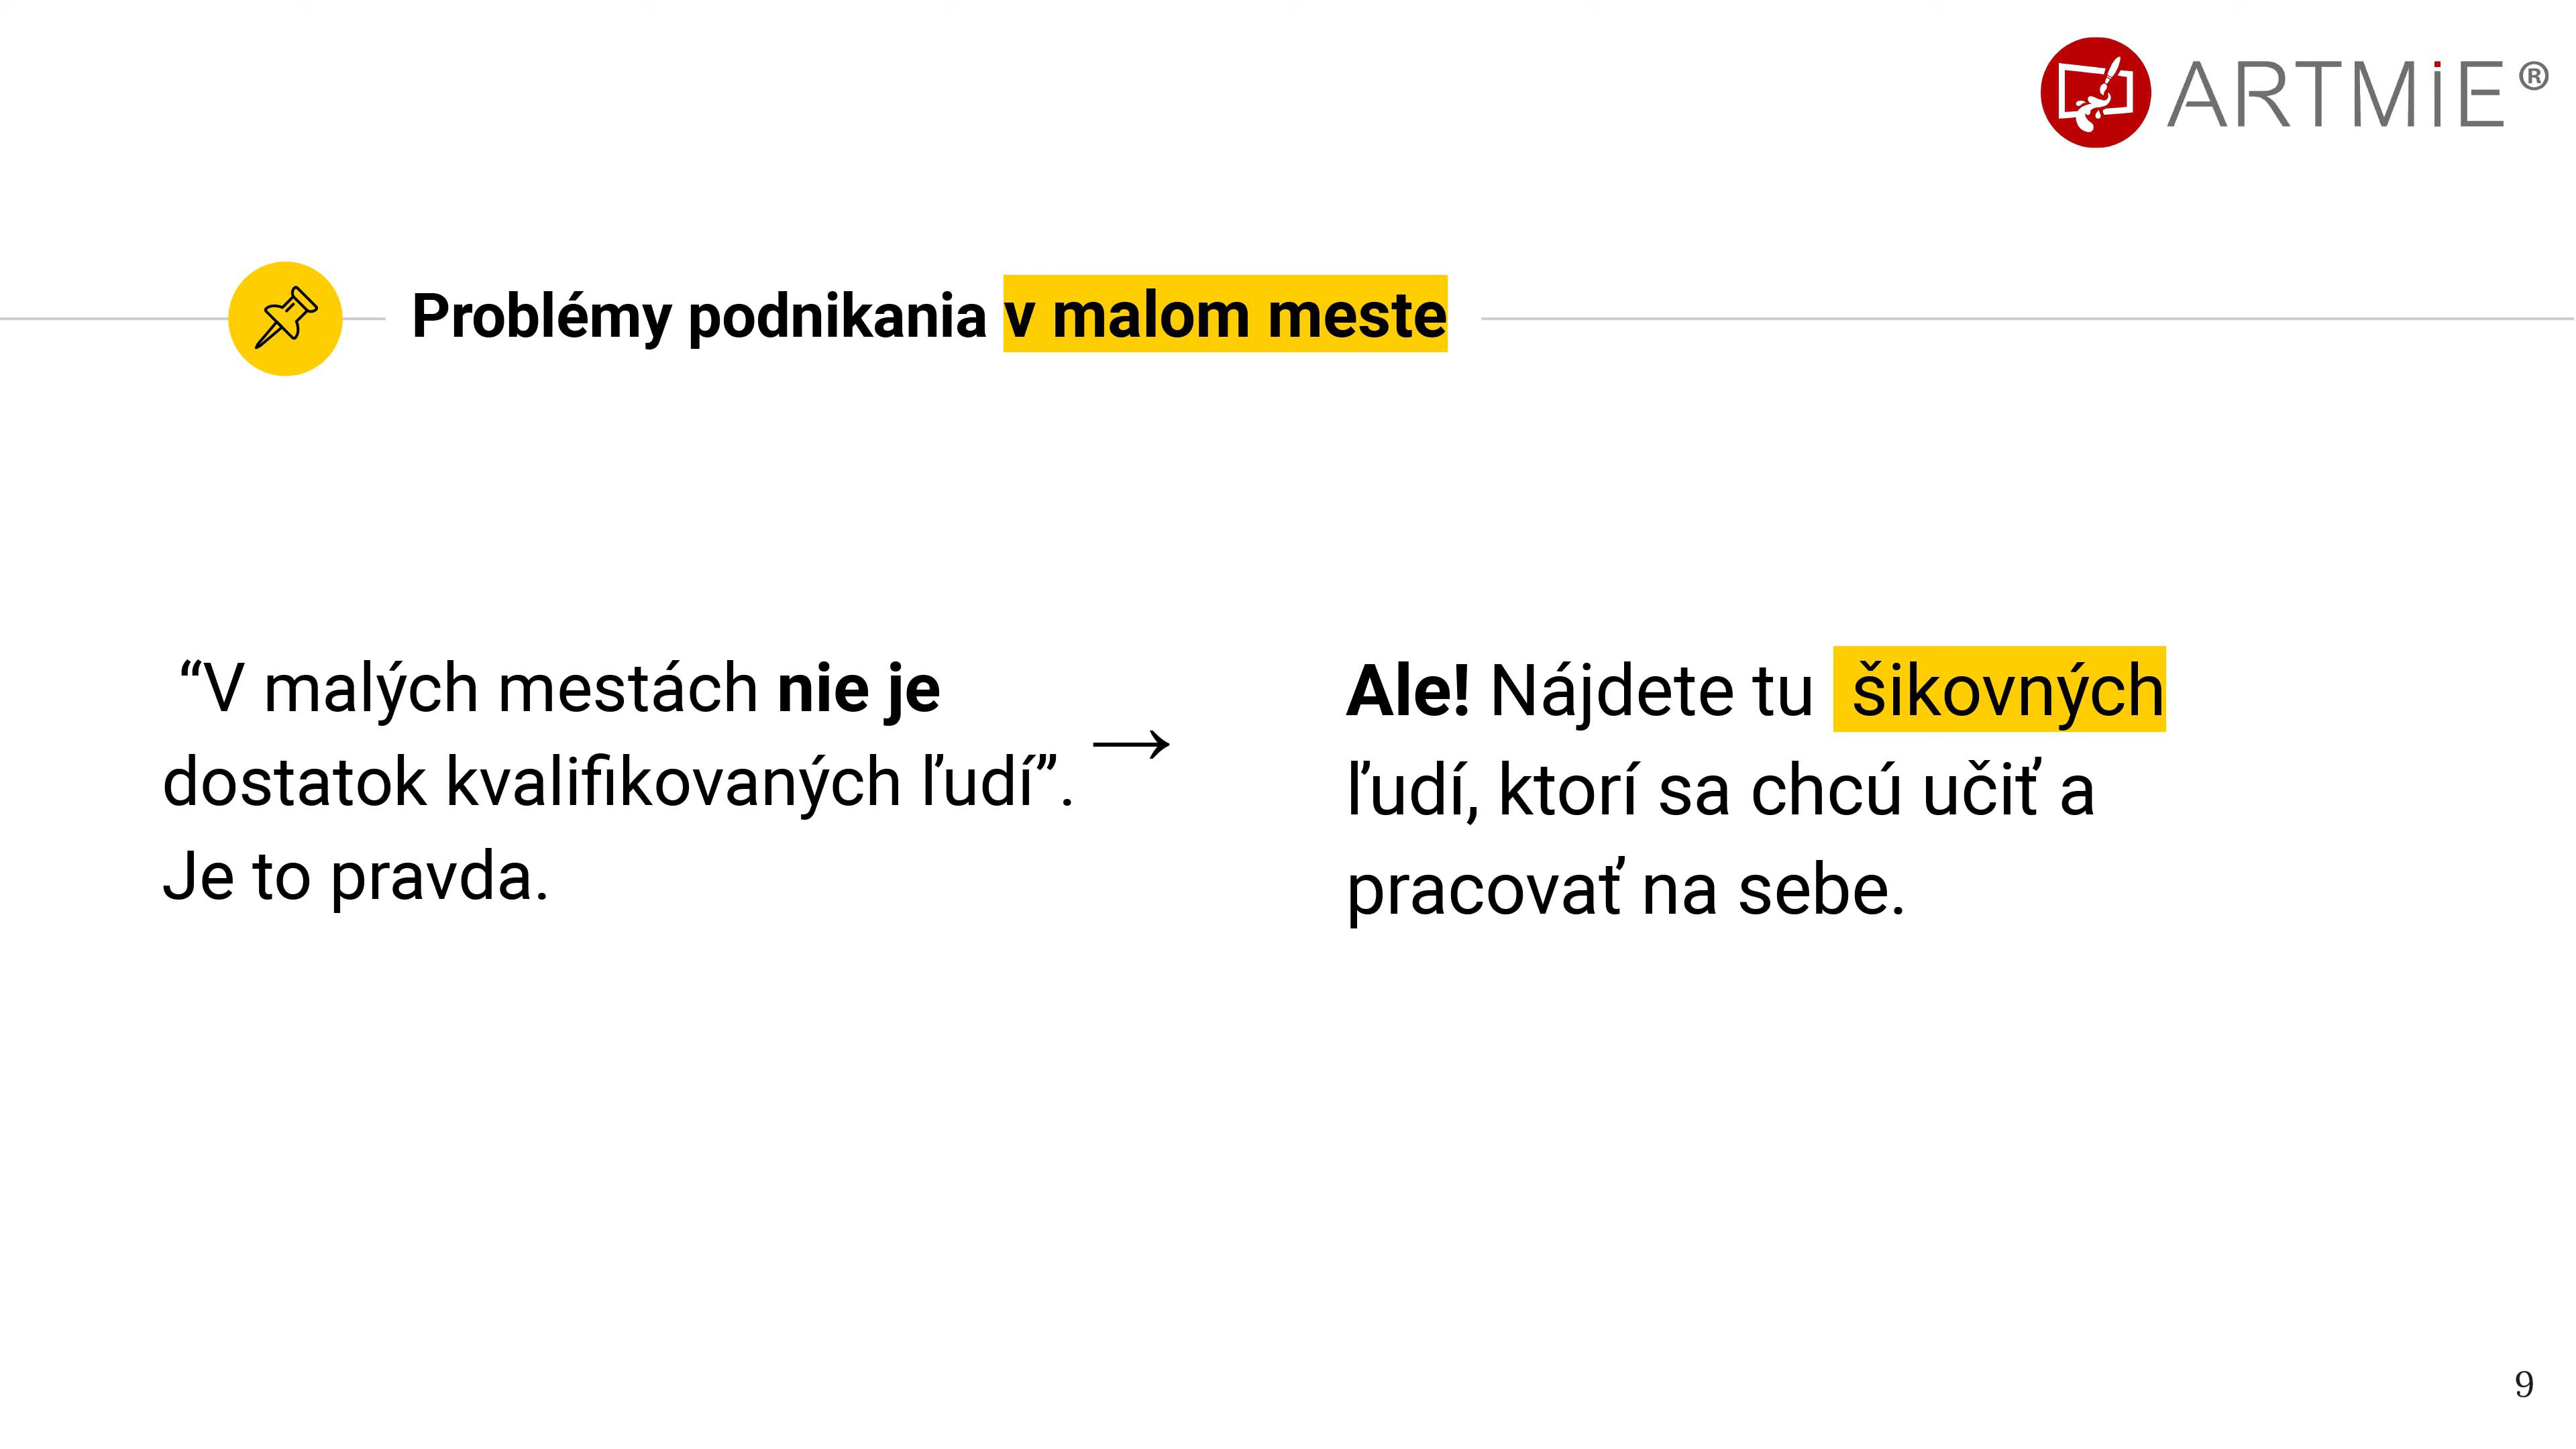 ARTMiE®
Problémy podnikania v malom meste
“V malých mestách nie je
dostatok kvalifikovaných ľudí”.
Je to pravda.
→
Ale! Nájdete tu šikovných
ľudí, ktorí sa chcú učiť a
pracovať na sebe.
9